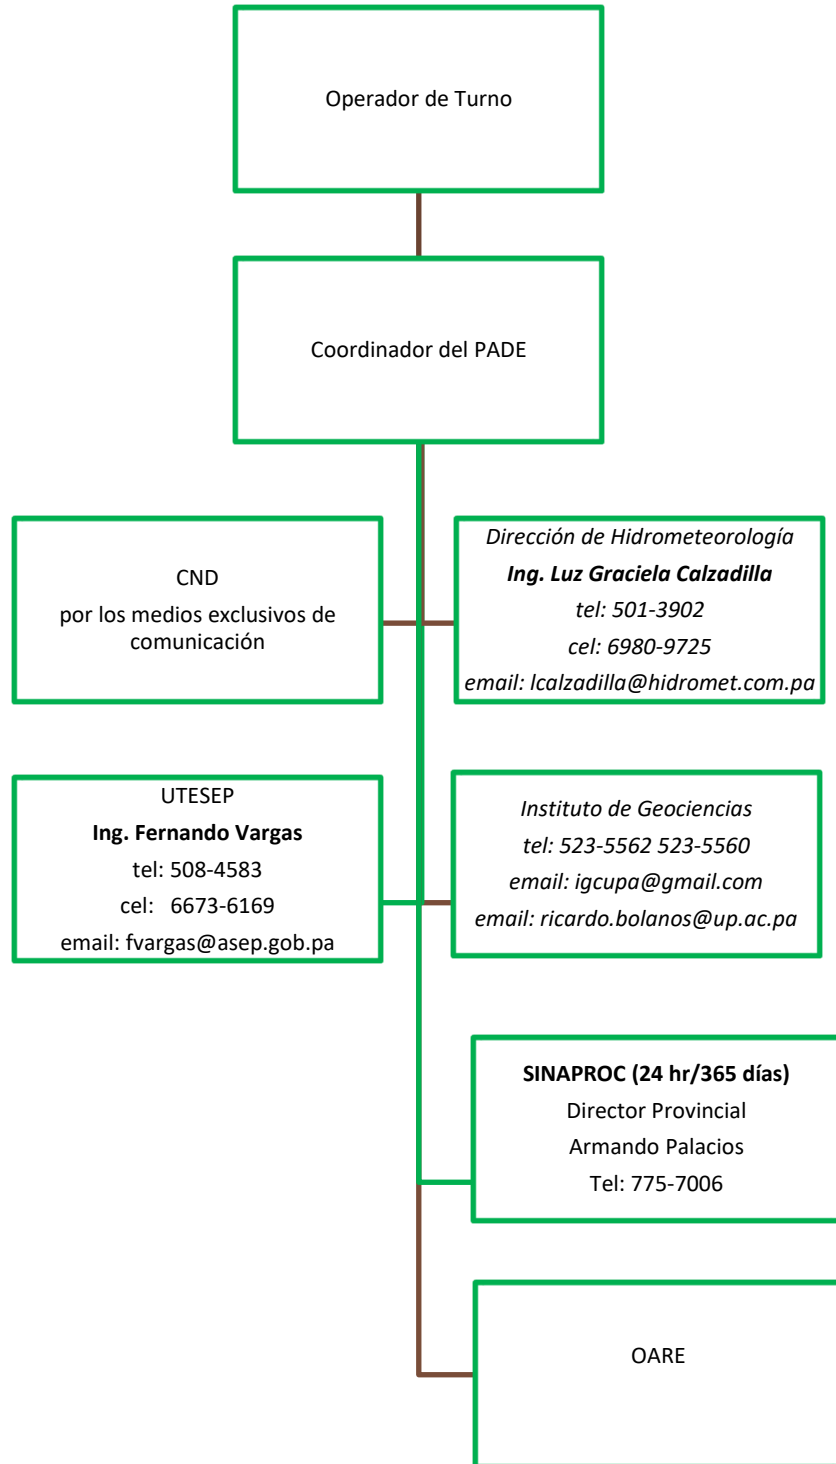 Operador de Turno
Coordinador del PADE
CND
por los medios exclusivos de
comunicación
Dirección de Hidrometeorología
Ing. Luz Graciela Calzadilla
tel: 501-3902
cel: 6980-9725
email: lcalzadilla@hidromet.com.pa
UTESEP
Ing. Fernando Vargas
tel: 508-4583
cel:   6673-6169
email: fvargas@asep.gob.pa
Instituto de Geociencias
tel: 523-5562 523-5560
email: igcupa@gmail.com
email: ricardo.bolanos@up.ac.pa
SINAPROC (24 hr/365 días)
Director Provincial
Armando Palacios
Tel: 775-7006
OARE